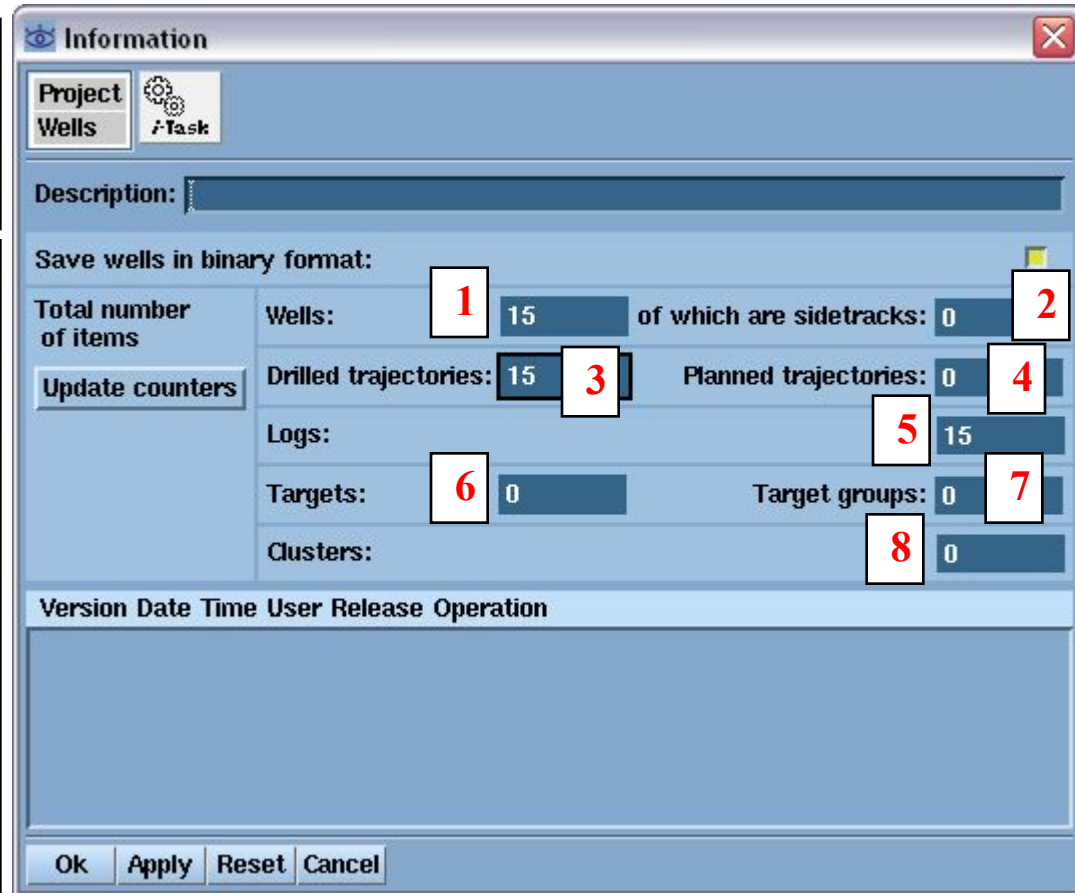 Information
Project
Wells
i-Task
Description:
Save wells in binary format:
Total number
of items
Update counters
Wells: 1 15 of which are sidetracks: 0 2
Drilled trajectories: 15 3 Planned trajectories: 0 4
Logs: 5 15
Targets: 6 0 Target groups: 0 7
Clusters: 8 0
Version Date Time User Release Operation
Ok Apply Reset Cancel